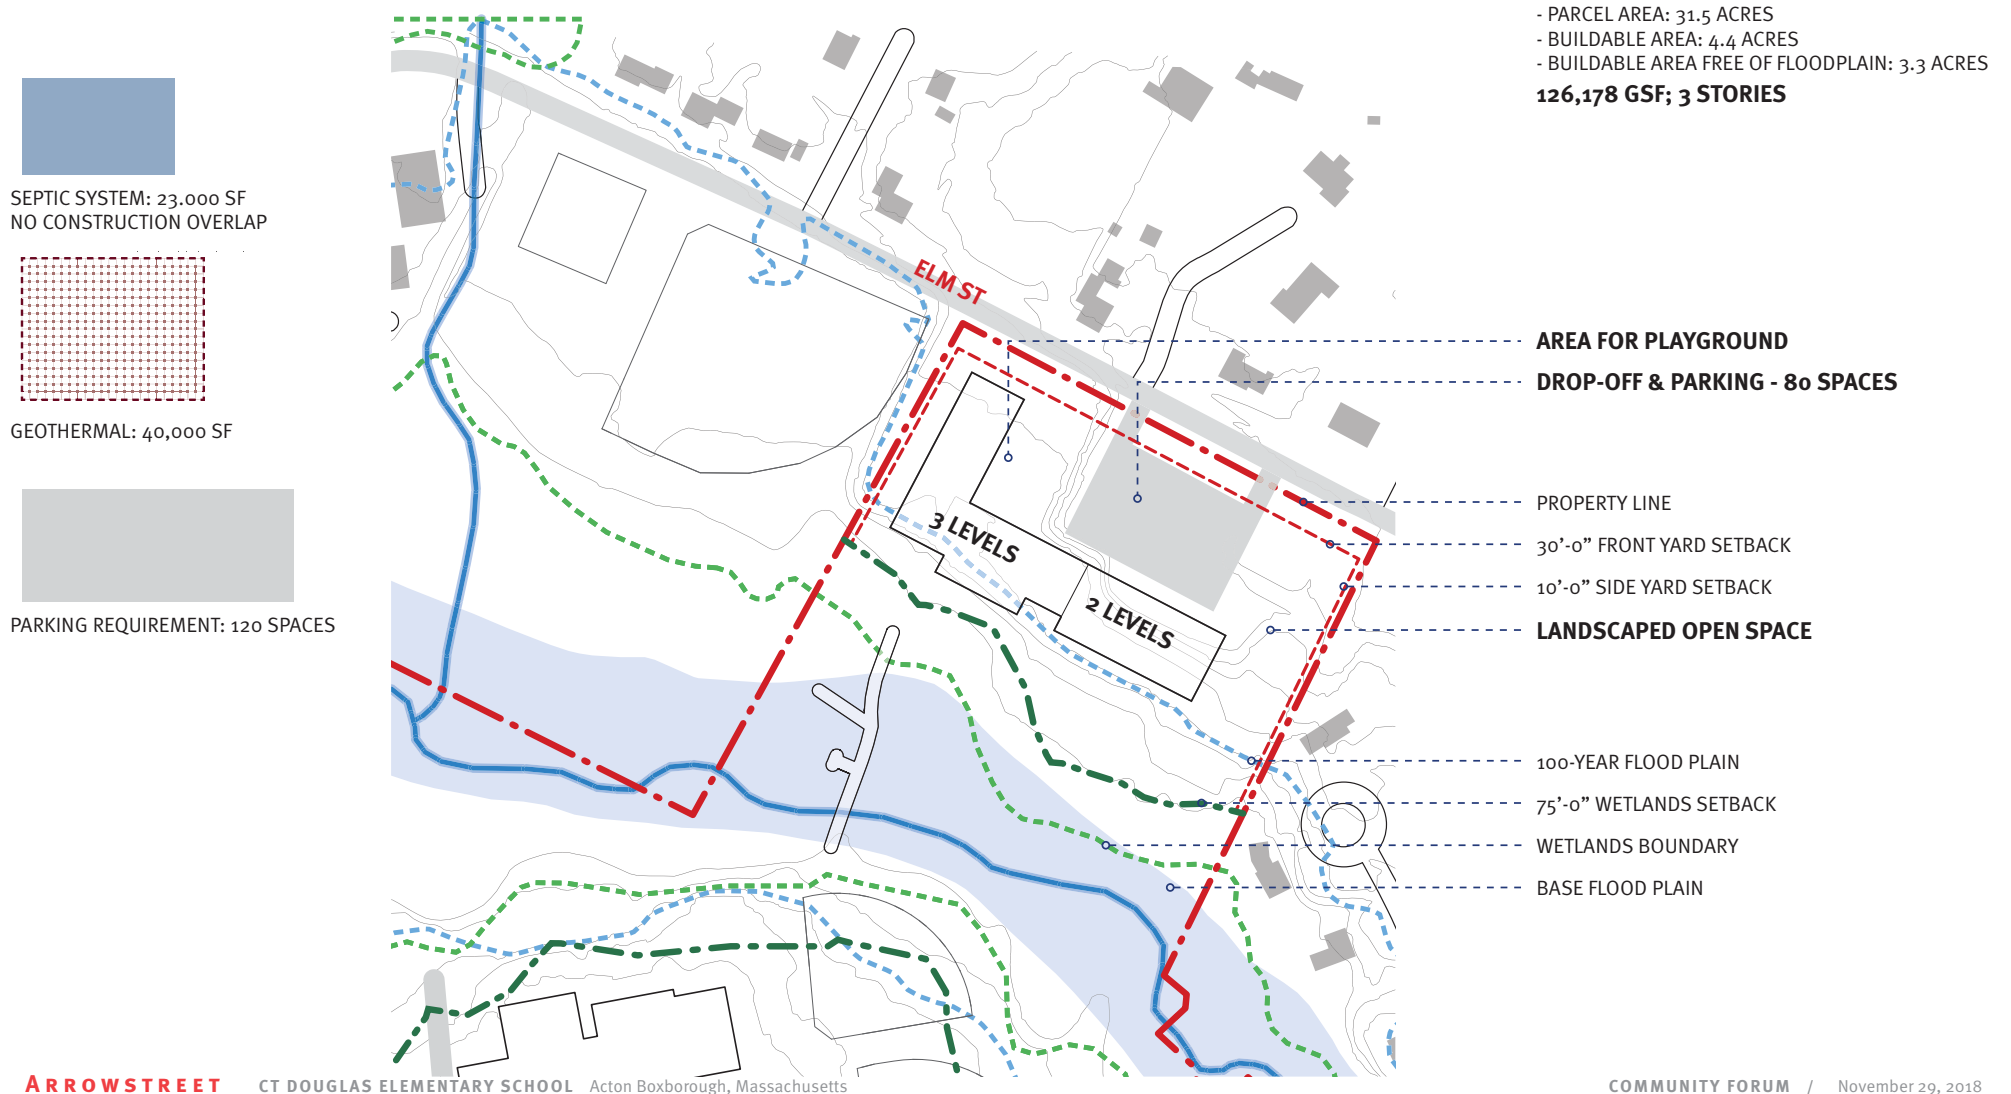 - PARCEL AREA: 31.5 ACRES
- BUILDABLE AREA: 4.4 ACRES
- BUILDABLE AREA FREE OF FLOODPLAIN: 3.3 ACRES
126,178 GSF; 3 STORIES
SEPTIC SYSTEM: 23.000 SF
NO CONSTRUCTION OVERLAP
GEOTHERMAL: 40,000 SF
PARKING REQUIREMENT: 120 SPACES
ELM ST
3 LEVELS
2 LEVELS
AREA FOR PLAYGROUND
DROP-OFF & PARKING - 80 SPACES
PROPERTY LINE
30'-0" FRONT YARD SETBACK
10'-0" SIDE YARD SETBACK
LANDSCAPED OPEN SPACE
100-YEAR FLOOD PLAIN
75'-0" WETLANDS SETBACK
WETLANDS BOUNDARY
BASE FLOOD PLAIN
ARROWSTREET CT DOUGLAS ELEMENTARY SCHOOL Acton Boxborough, Massachusetts COMMUNITY FORUM / November 29, 2018